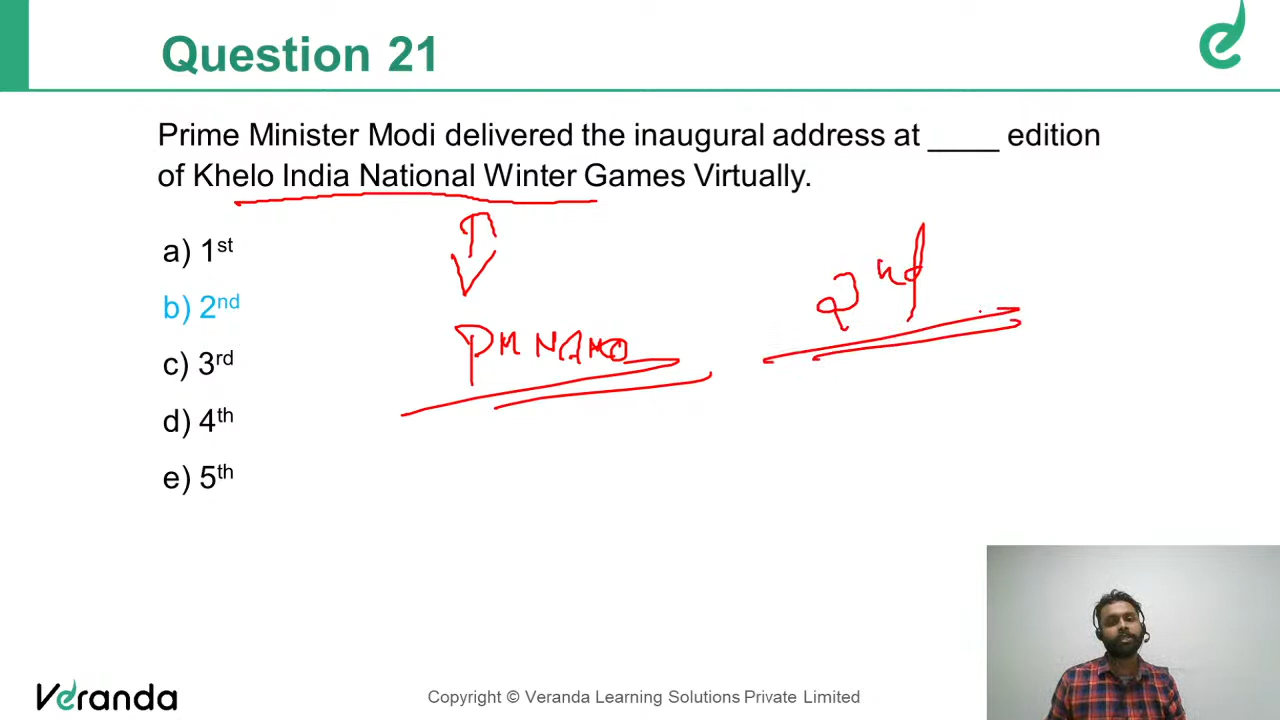 Question 21
Prime Minister Modi delivered the inaugural address at ____ edition
of Khelo India National Winter Games Virtually.
a) 1st
b) 2nd
c) 3rd
d) 4th
e) 5th
PM NAMO
2nd
Veranda
Copyright © Veranda Learning Solutions Private Limited